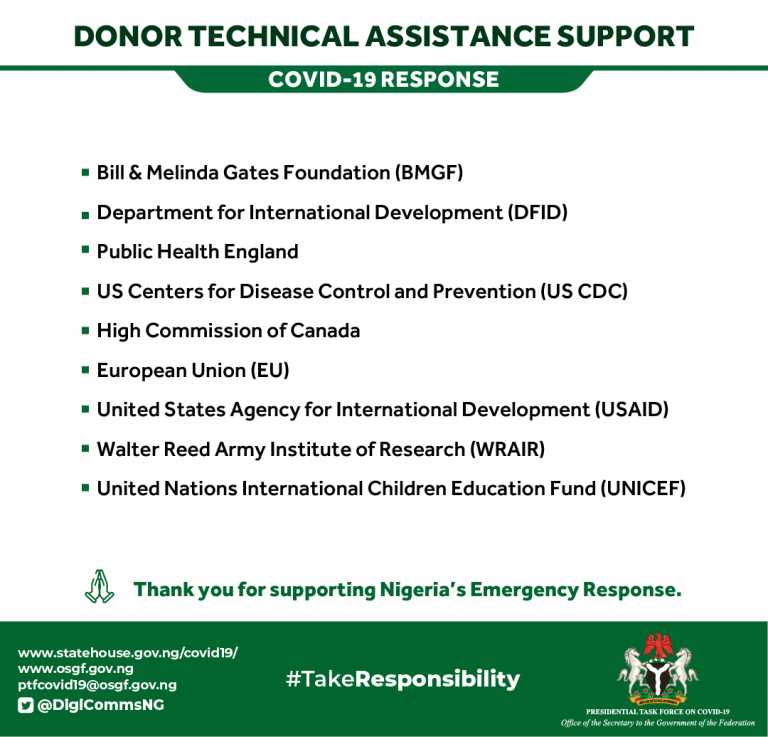 DONOR TECHNICAL ASSISTANCE SUPPORT
COVID-19 RESPONSE
Bill & Melinda Gates Foundation (BMGF)
Department for International Development (DFID)
Public Health England
US Centers for Disease Control and Prevention (US CDC)
High Commission of Canada
European Union (EU)
United States Agency for International Development (USAID)
Walter Reed Army Institute of Research (WRAIR)
United Nations International Children Education Fund (UNICEF)
Thank you for supporting Nigeria's Emergency Response.
www.statehouse.gov.ng/covid19/
www.osgf.gov.ng
ptfcovid19@osgf.gov.ng
@DigiCommsNG
#TakeResponsibility
PRESIDENTIAL TASK FORCE ON COVID-19
Office of the Secretary to the Government of the Federation